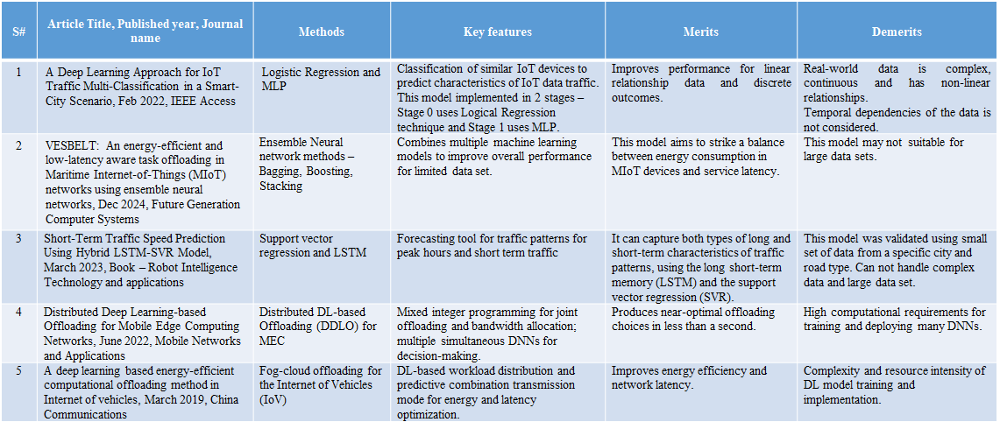 S#
Article Title, Published year, Journal
name
Methods
Key features
Merits
Demerits
1
A Deep Learning Approach for IoT
Traffic Multi-Classification in a Smart-
City Scenario, Feb 2022, IEEE Access
Logistic Regression and
MLP
Classification of similar IoT devices to
predict characteristics of IoT data traffic.
This model implemented in 2 stages –
Stage 0 uses Logical Regression
technique and Stage 1 uses MLP.
Improves performance for linear
relationship data and discrete
outcomes.
Real-world data is complex,
continuous and has non-linear
relationships.
Temporal dependencies of the data is
not considered.
2
VESBELT: An energy-efficient and
low-latency aware task offloading in
Maritime Internet-of-Things (MIoT)
networks using ensemble neural
networks, Dec 2024, Future Generation
Computer Systems
Ensemble Neural
network methods –
Bagging, Boosting,
Stacking
Combines multiple machine learning
models to improve overall performance
for limited data set.
This model aims to strike a balance
between energy consumption in
MIoT devices and service latency.
This model may not suitable for
large data sets.
3
Short-Term Traffic Speed Prediction
Using Hybrid LSTM-SVR Model,
March 2023, Book – Robot Intelligence
Technology and applications
Support vector
regression and LSTM
Forecasting tool for traffic patterns for
peak hours and short term traffic
It can capture both types of long and
short-term characteristics of traffic
patterns, using the long short-term
memory (LSTM) and the support
vector regression (SVR).
This model was validated using small
set of data from a specific city and
road type. Can not handle complex
data and large data set.
4
Distributed Deep Learning-based
Offloading for Mobile Edge Computing
Networks, June 2022, Mobile Networks
and Applications
Distributed DL-based
Offloading (DDLO) for
MEC
Mixed integer programming for joint
offloading and bandwidth allocation;
multiple simultaneous DNNs for
decision-making.
Produces near-optimal offloading
choices in less than a second.
High computational requirements for
training and deploying many DNNs.
5
A deep learning based energy-efficient
computational offloading method in
Internet of vehicles, March 2019, China
Communications
Fog-cloud offloading for
the Internet of Vehicles
(IoV)
DL-based workload distribution and
predictive combination transmission
mode for energy and latency
optimization.
Improves energy efficiency and
network latency.
Complexity and resource intensity of
DL model training and
implementation.